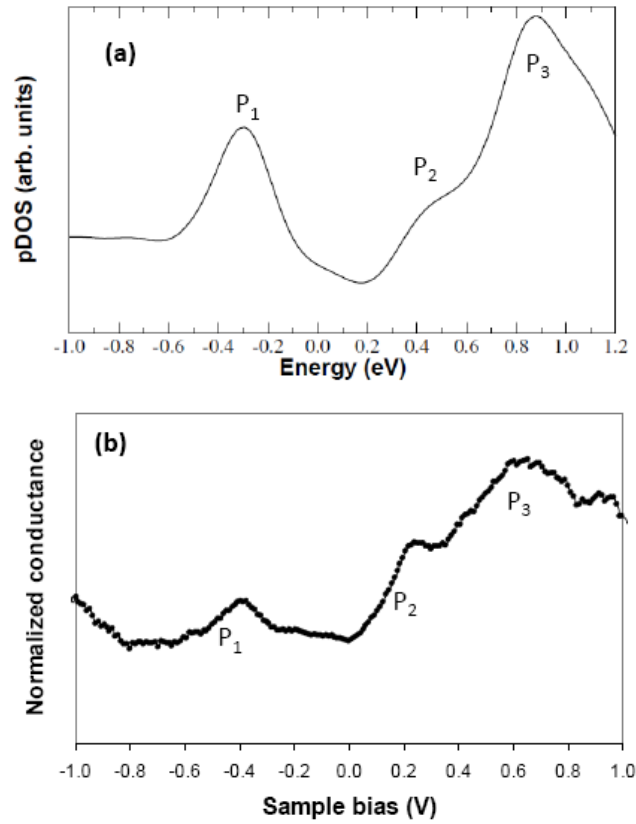 (a)
P1
P2
P3
pDOS (arb. units)
-1.0 -0.8 -0.6 -0.4 -0.2 0.0 0.2 0.4 0.6 0.8 1.0 1.2
Energy (eV)
(b)
P1
P2
P3
Normalized conductance
-1.0 -0.8 -0.6 -0.4 -0.2 0.0 0.2 0.4 0.6 0.8 1.0
Sample bias (V)